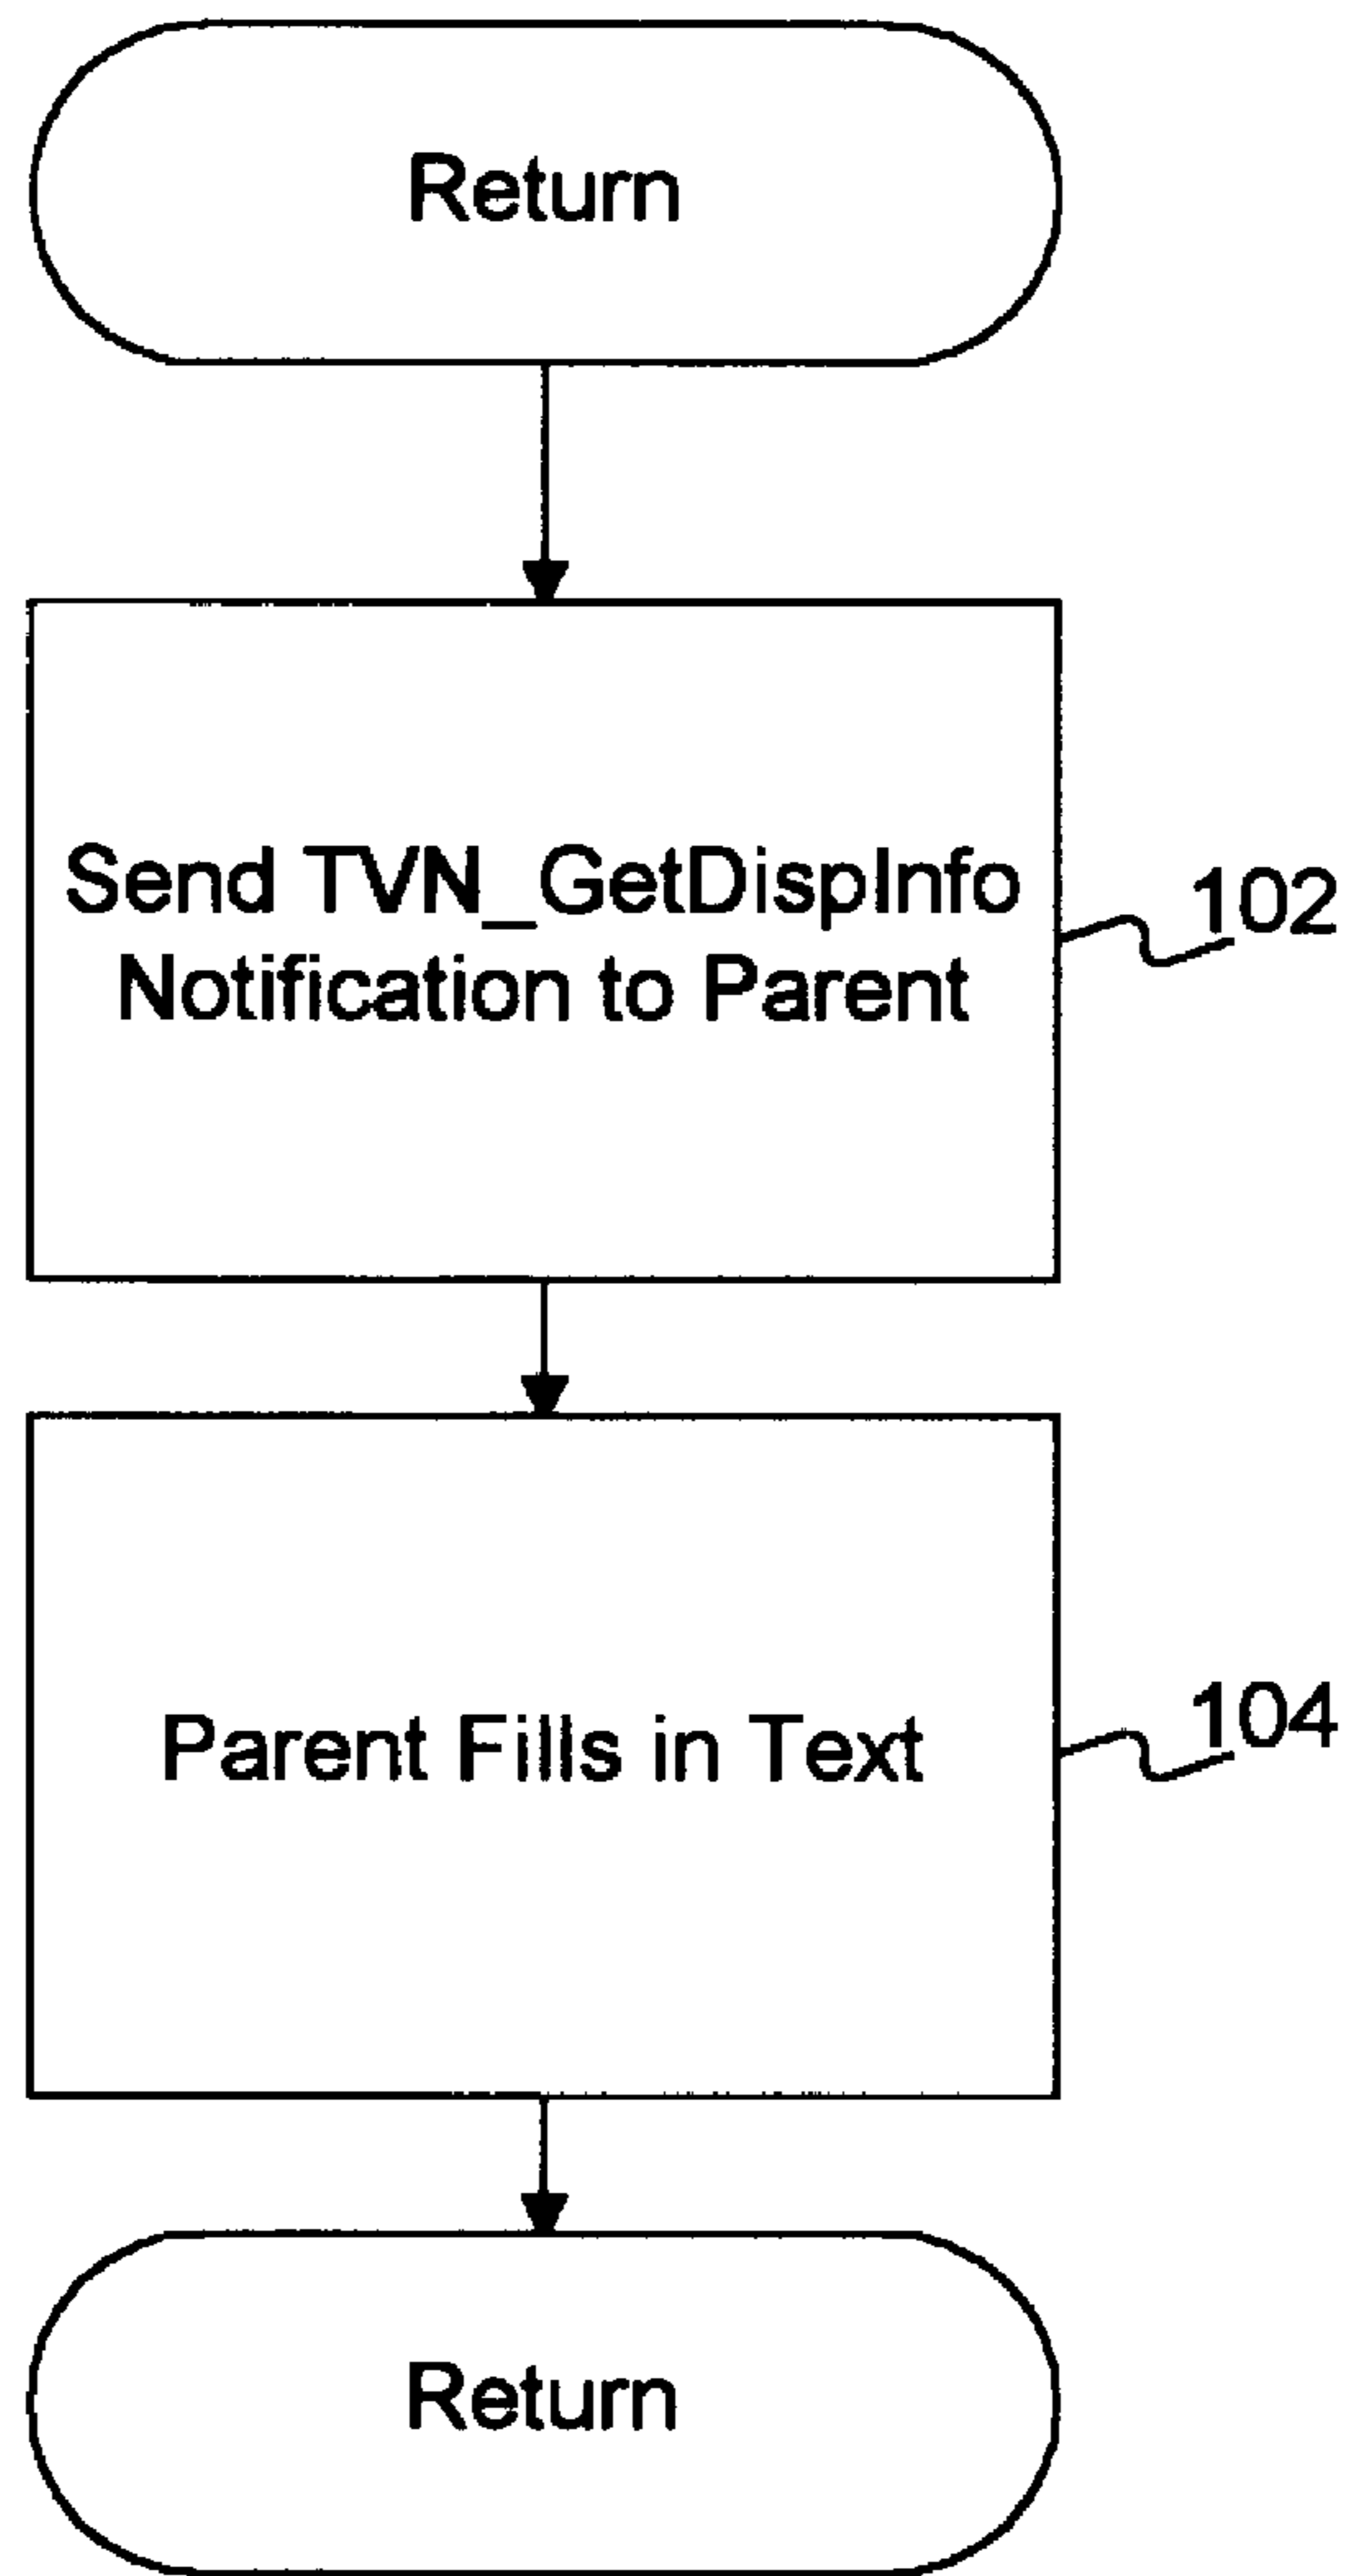 Return
Send TVN_GetDispInfo
Notification to Parent
102
Parent Fills in Text
104
Return